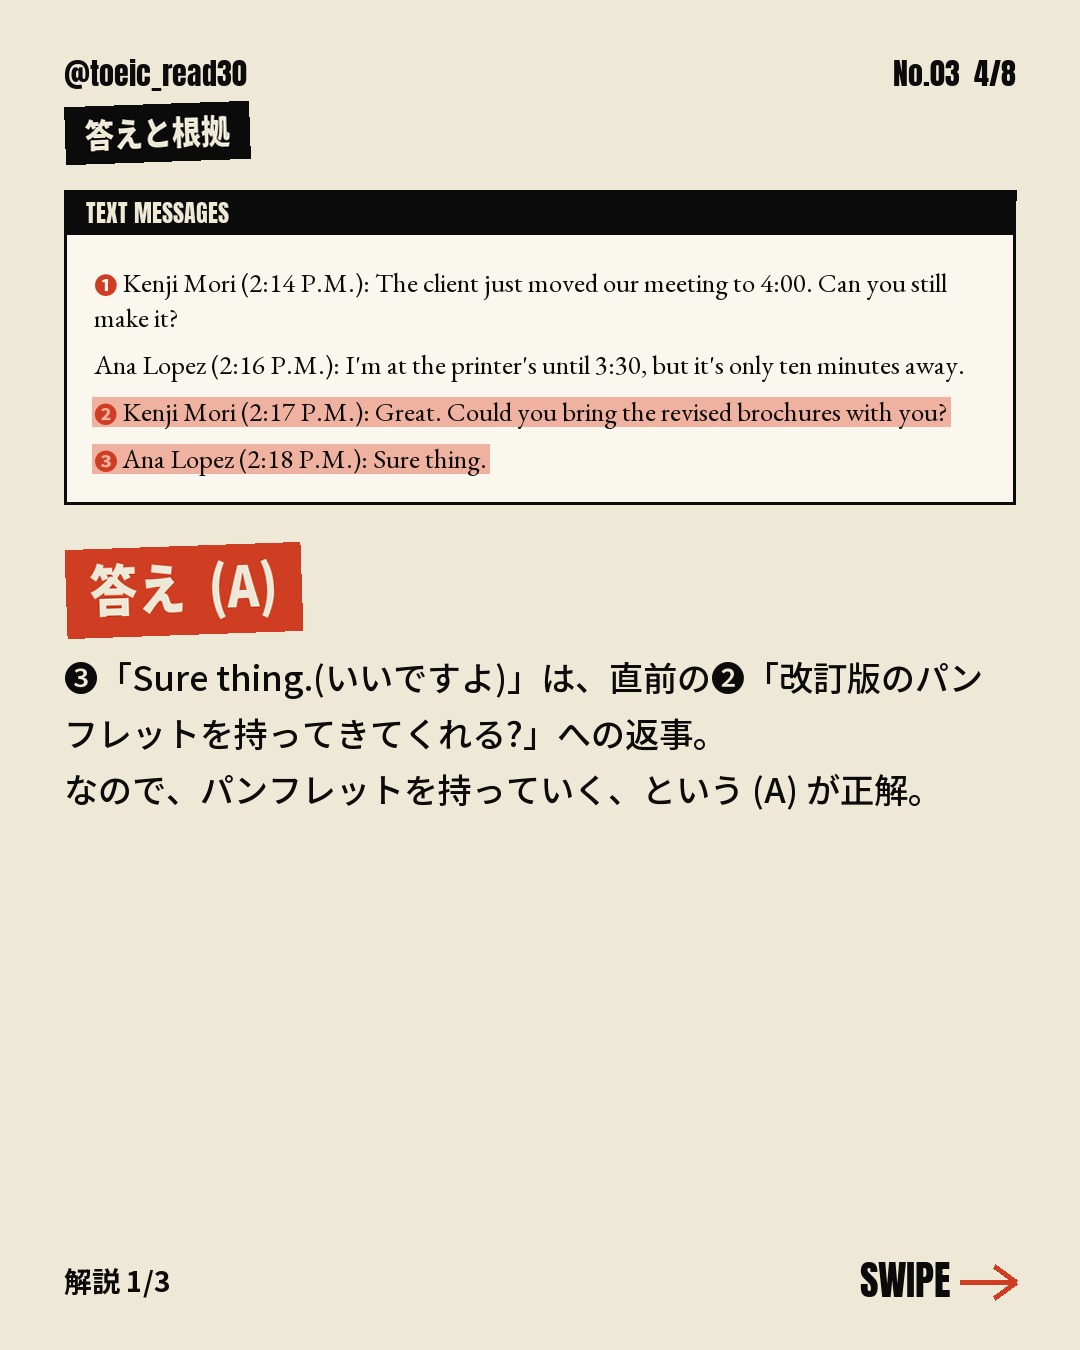 @toeic_read30
No.03 4/8
答えと根拠
TEXT MESSAGES
❶ Kenji Mori (2:14 P.M.): The client just moved our meeting to 4:00. Can you still
make it?
Ana Lopez (2:16 P.M.): I'm at the printer's until 3:30, but it's only ten minutes away.
❷ Kenji Mori (2:17 P.M.): Great. Could you bring the revised brochures with you?
❸ Ana Lopez (2:18 P.M.): Sure thing.
答え (A)
❸「Sure thing.(いいですよ)」は、直前の❷「改訂版のパン
フレットを持ってきてくれる?」への返事。
なので、パンフレットを持っていく、という (A) が正解。
解説 1/3
SWIPE →